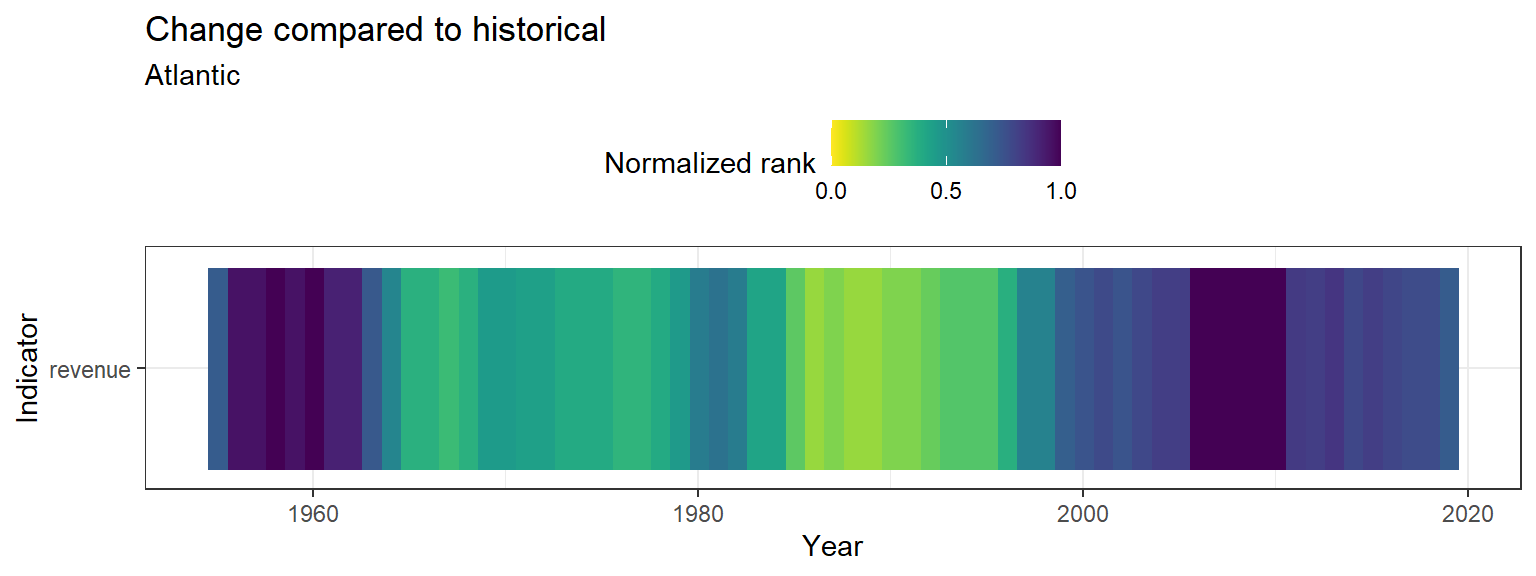 Change compared to historical
Atlantic
Normalized rank
0.0 0.5 1.0
Indicator
revenue
1960 1980 2000 2020
Year